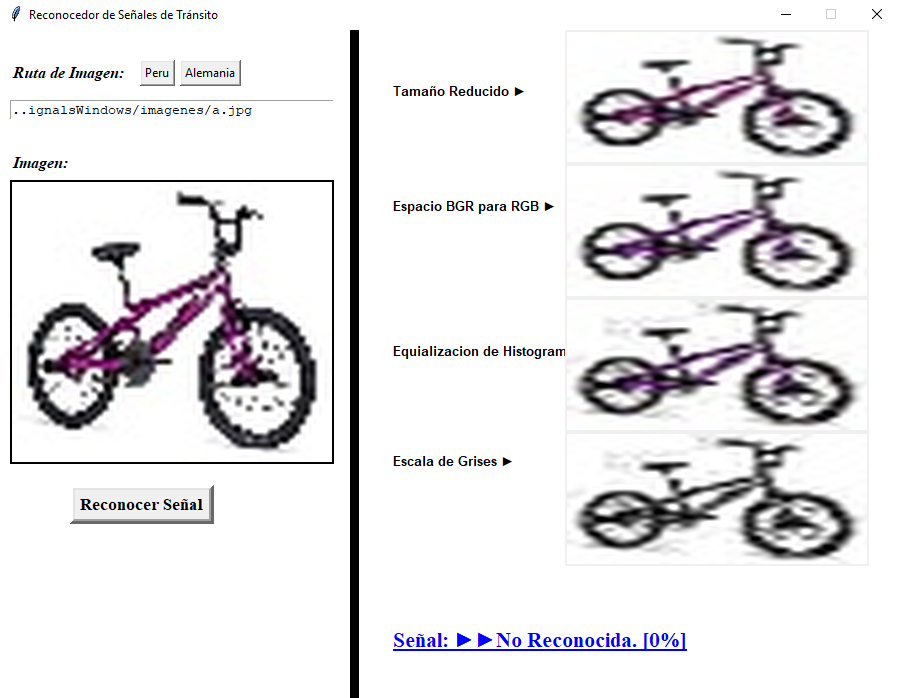 Reconocedor de Señales de Tránsito
Ruta de Imagen: Peru Alemania
..ignalsWindows/imagenes/a.jpg
Imagen:
Reconocer Señal
Tamaño Reducido ►
Espacio BGR para RGB ►
Equializacion de Histogram
Escala de Grises ►
Señal: ►►No Reconocida. [0%]